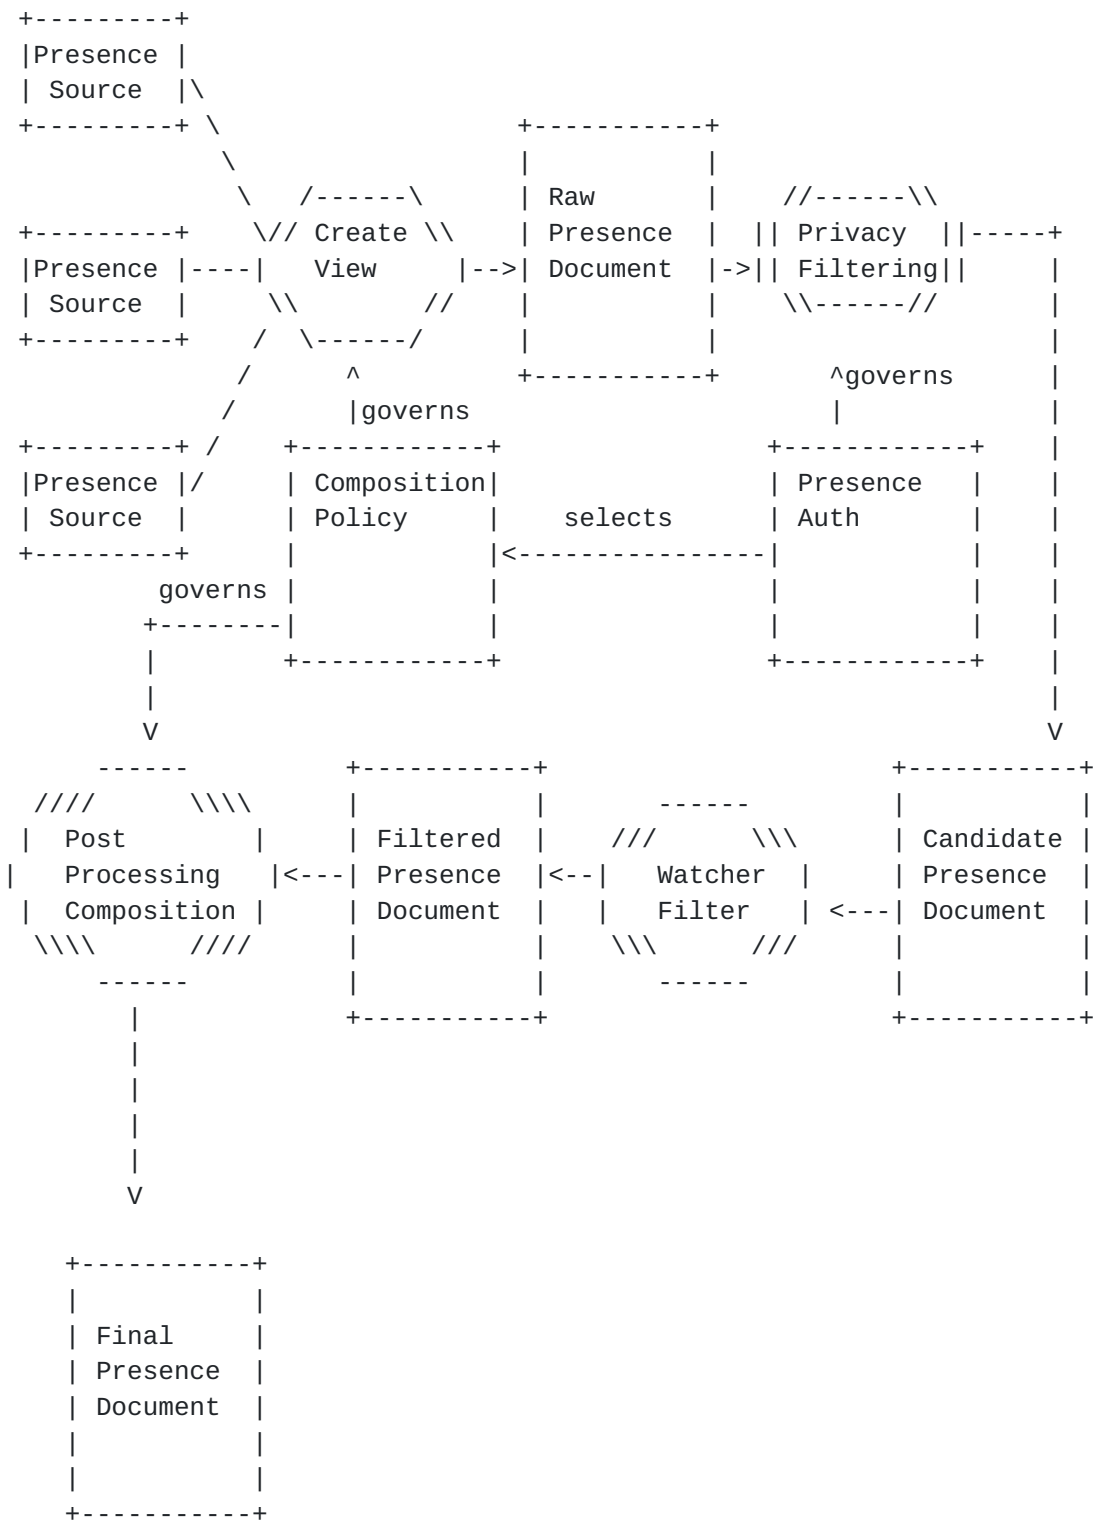 Presence
Source
Raw
Create
Presence
Privacy
Presence
View
Document
Filtering
Source
governs
governs
Presence
Composition
Presence
Source
Policy
selects
Auth
governs
Post
Filtered
Candidate
Processing
Presence
Watcher
Presence
Composition
Document
Filter
Document
Final
Presence
Document